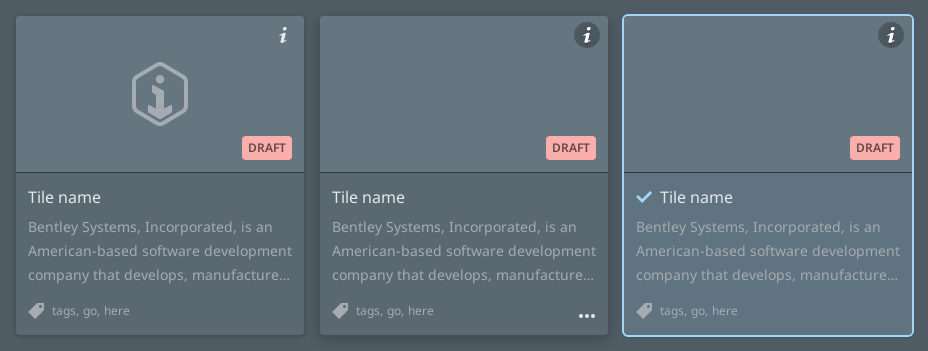 DRAFT
Tile name
Bentley Systems, Incorporated, is an
American-based software development
company that develops, manufacture...
tags, go, here
DRAFT
Tile name
Bentley Systems, Incorporated, is an
American-based software development
company that develops, manufacture...
tags, go, here
DRAFT
Tile name
Bentley Systems, Incorporated, is an
American-based software development
company that develops, manufacture...
tags, go, here